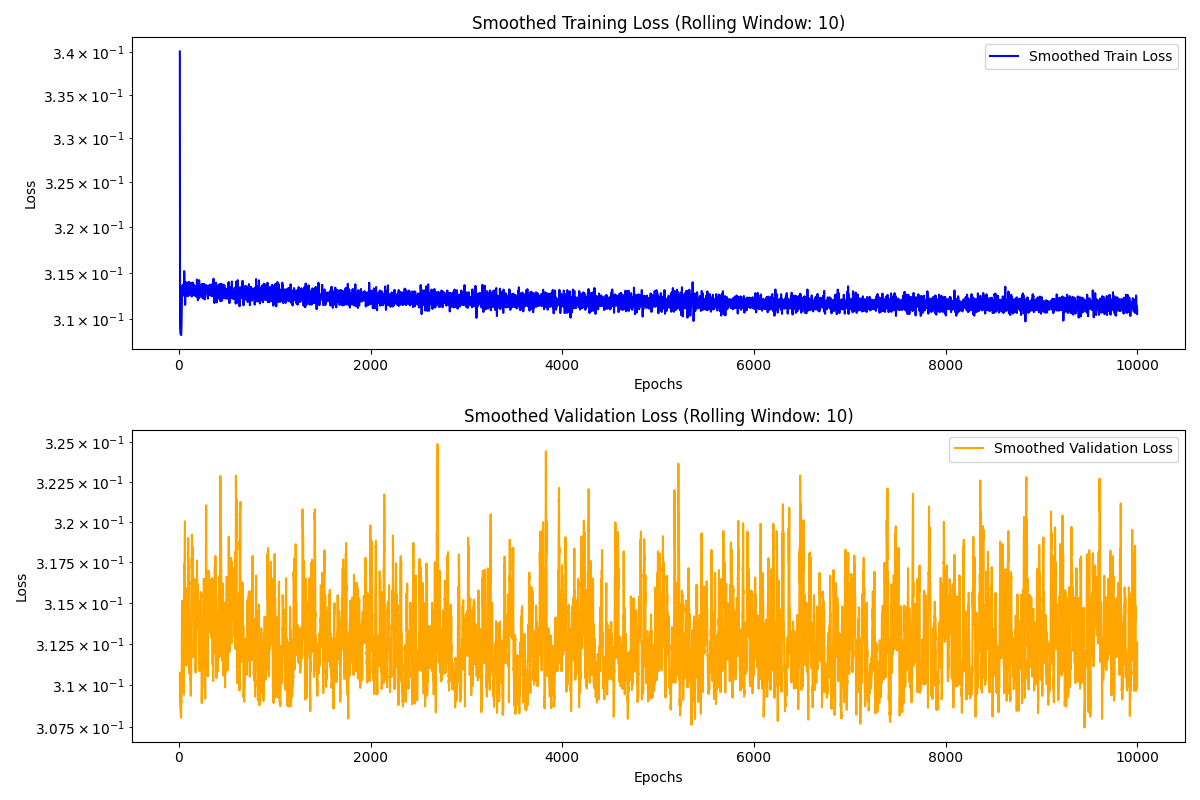 Smoothed Training Loss (Rolling Window: 10)
Smoothed Train Loss
3.4 × 10⁻¹
3.35 × 10⁻¹
3.3 × 10⁻¹
3.25 × 10⁻¹
3.2 × 10⁻¹
3.15 × 10⁻¹
3.1 × 10⁻¹
Loss
0 2000 4000 6000 8000 10000
Epochs
Smoothed Validation Loss (Rolling Window: 10)
Smoothed Validation Loss
3.25 × 10⁻¹
3.225 × 10⁻¹
3.2 × 10⁻¹
3.175 × 10⁻¹
3.15 × 10⁻¹
3.125 × 10⁻¹
3.1 × 10⁻¹
3.075 × 10⁻¹
Loss
0 2000 4000 6000 8000 10000
Epochs